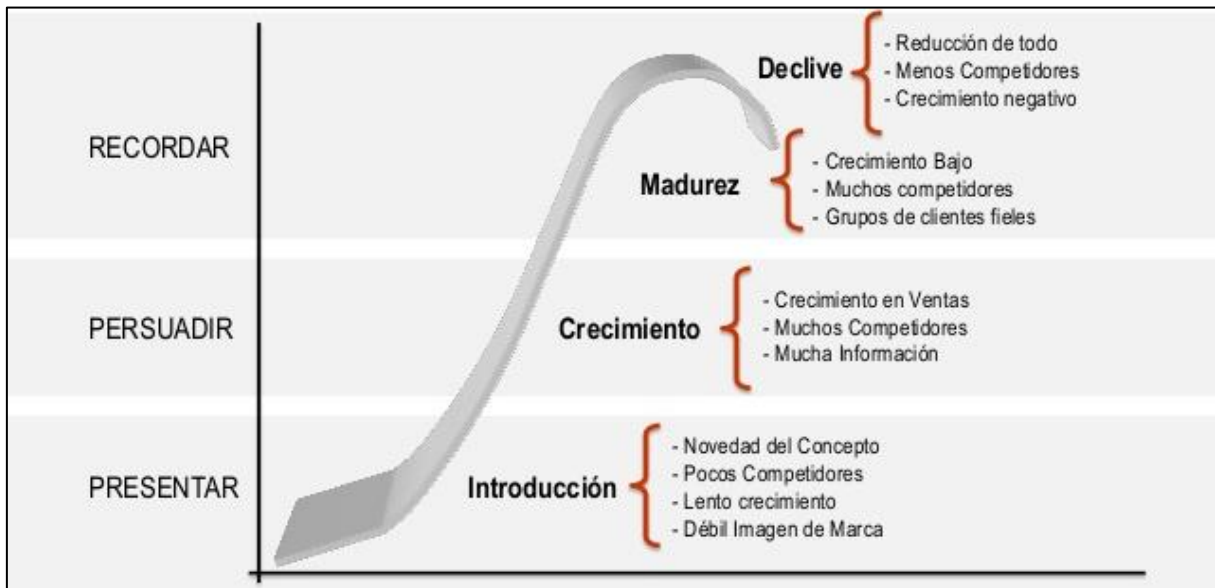 RECORDAR
Declive
- Reducción de todo
- Menos Competidores
- Crecimiento negativo
Madurez
- Crecimiento Bajo
- Muchos competidores
- Grupos de clientes fieles
PERSUADIR
Crecimiento
- Crecimiento en Ventas
- Muchos Competidores
- Mucha Información
PRESENTAR
Introducción
- Novedad del Concepto
- Pocos Competidores
- Lento crecimiento
- Débil Imagen de Marca